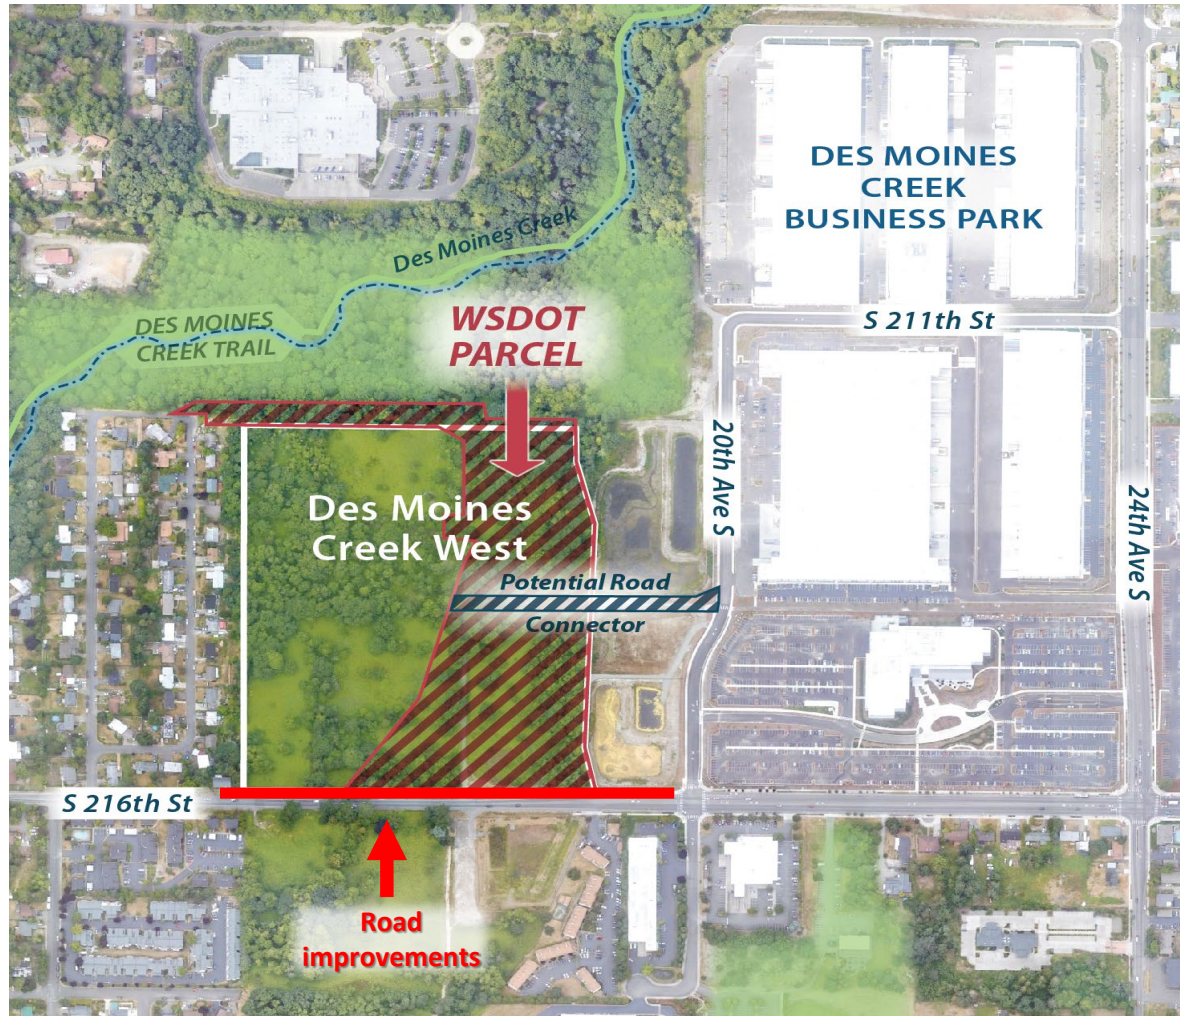 DES MOINES
CREEK
BUSINESS PARK
Des Moines Creek
DES MOINES
CREEK TRAIL
WSDOT
PARCEL
S 211th St
20th Ave S
24th Ave S
Des Moines
Creek West
Potential Road
Connector
S 216th St
Road
improvements